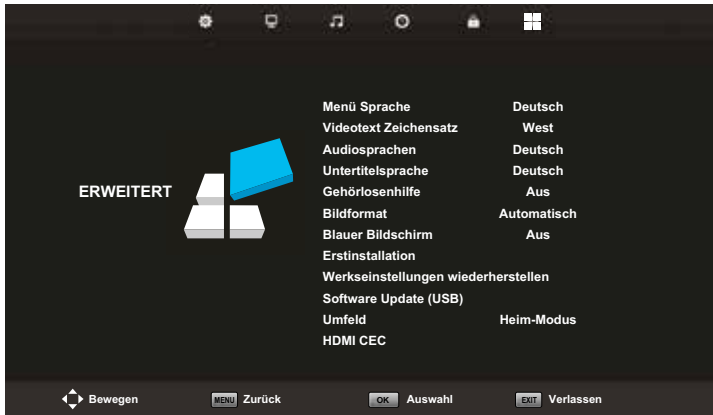 ERWEITERT
Menü Sprache Deutsch
Videotext Zeichensatz West
Audiosprachen Deutsch
Untertitelsprache Deutsch
Gehörlosenhilfe Aus
Bildformat Automatisch
Blauer Bildschirm Aus
Erstinstallation
Werkseinstellungen wiederherstellen
Software Update (USB)
Umfeld Heim-Modus
HDMI CEC
Bewegen MENU Zurück OK Auswahl EXIT Verlassen